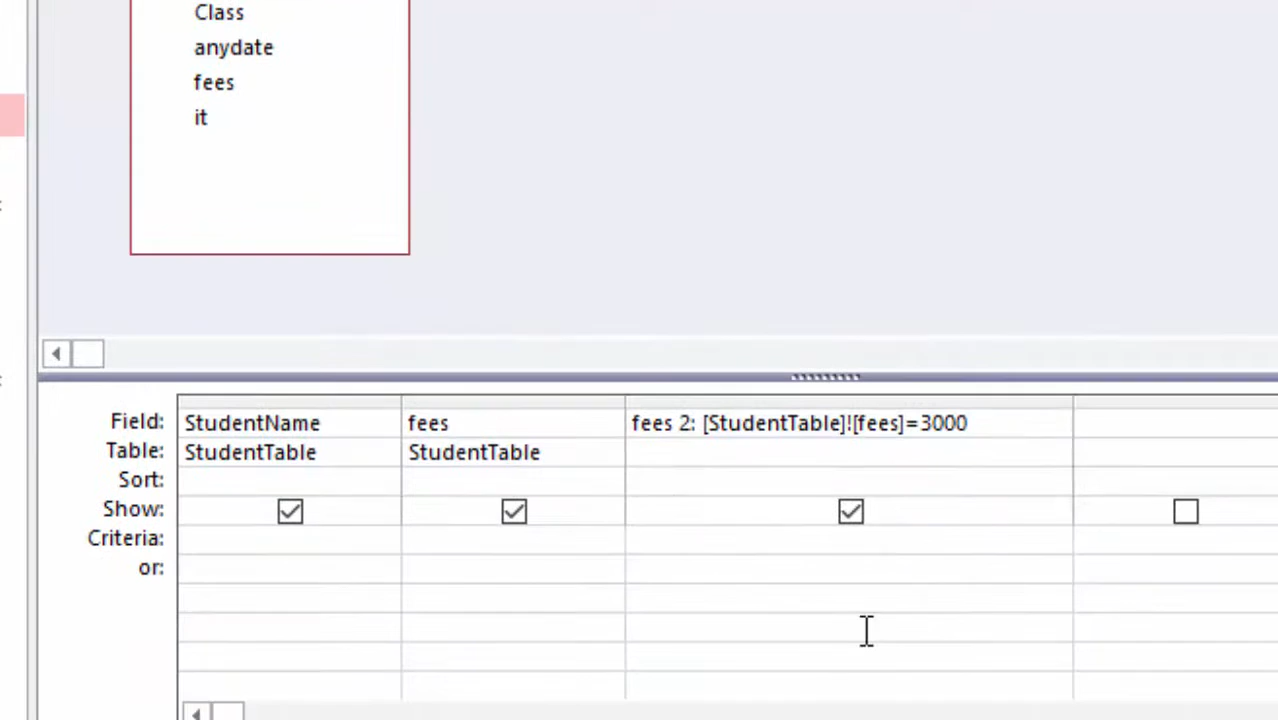 Class
anydate
fees
it
Field: StudentName fees fees 2: [StudentTable]![fees]=3000
Table: StudentTable StudentTable
Sort:
Show:
Criteria:
or: